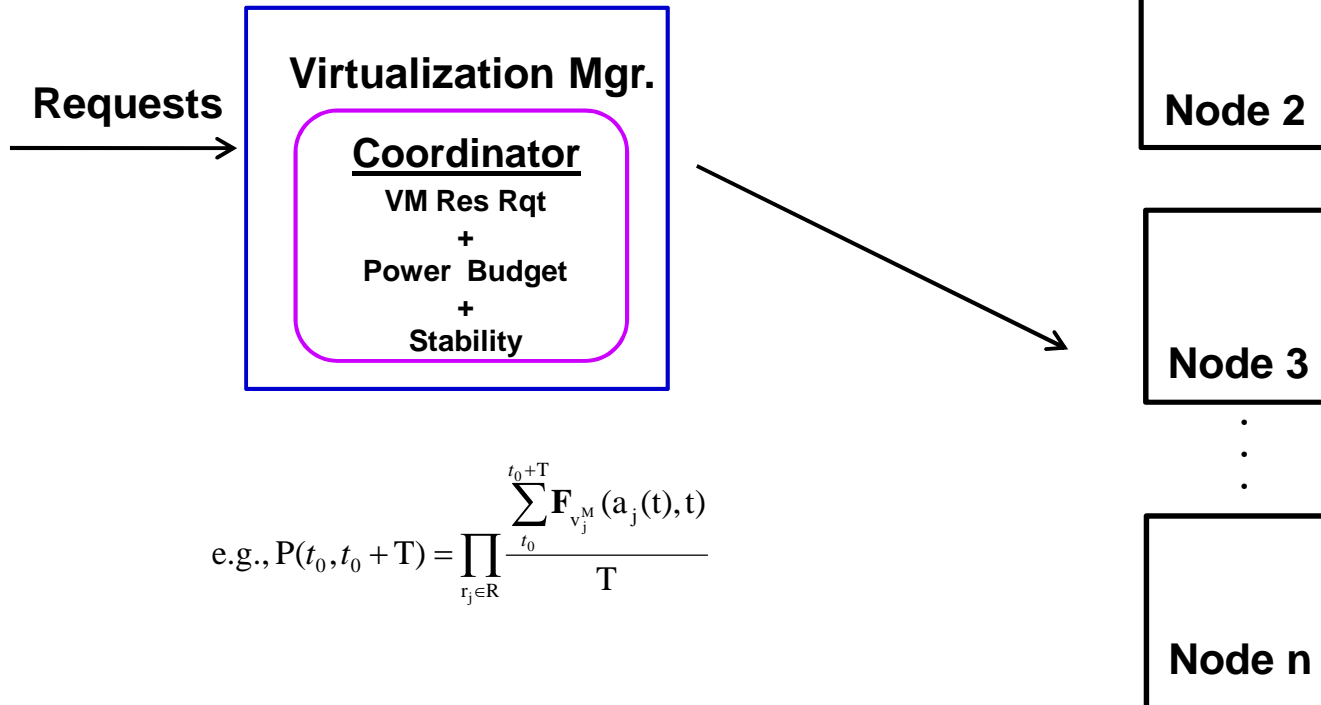 Requests
Virtualization Mgr.
Coordinator
VM Res Rqt
+
Power Budget
+
Stability
Node 2
Node 3
.
.
.
Node n
e.g., P(t₀, t₀ + T) = ∏_{r_j∈R} (∑_{t₀}^{t₀+T} F_{v_j^M}(a_j(t), t)) / T